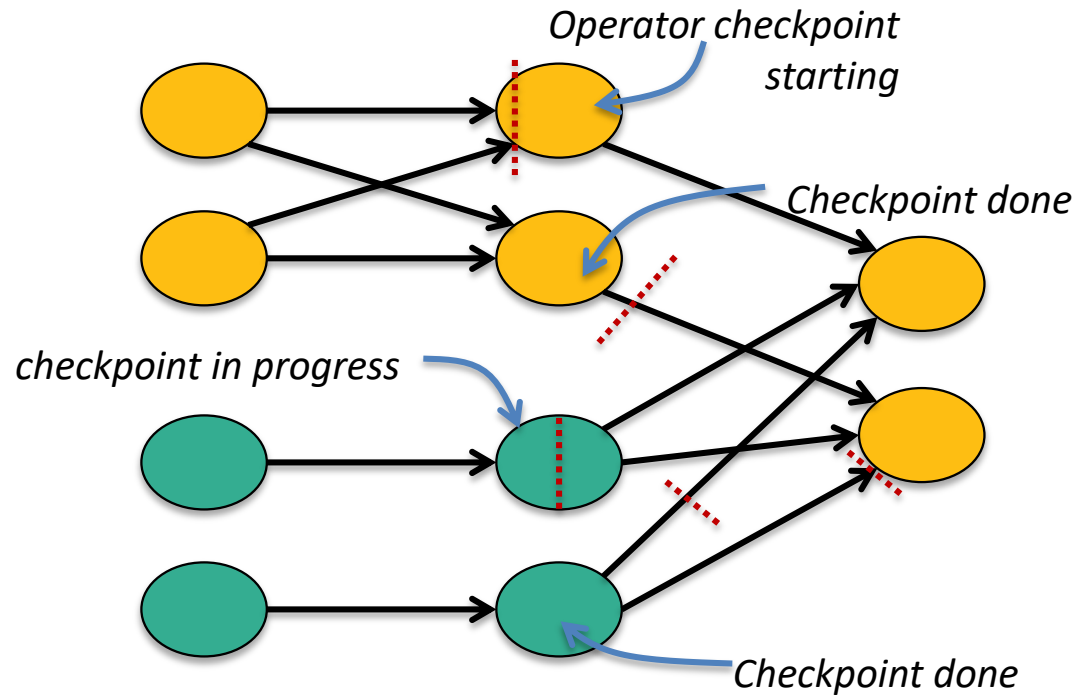 Operator checkpoint
starting
Checkpoint done
checkpoint in progress
Checkpoint done